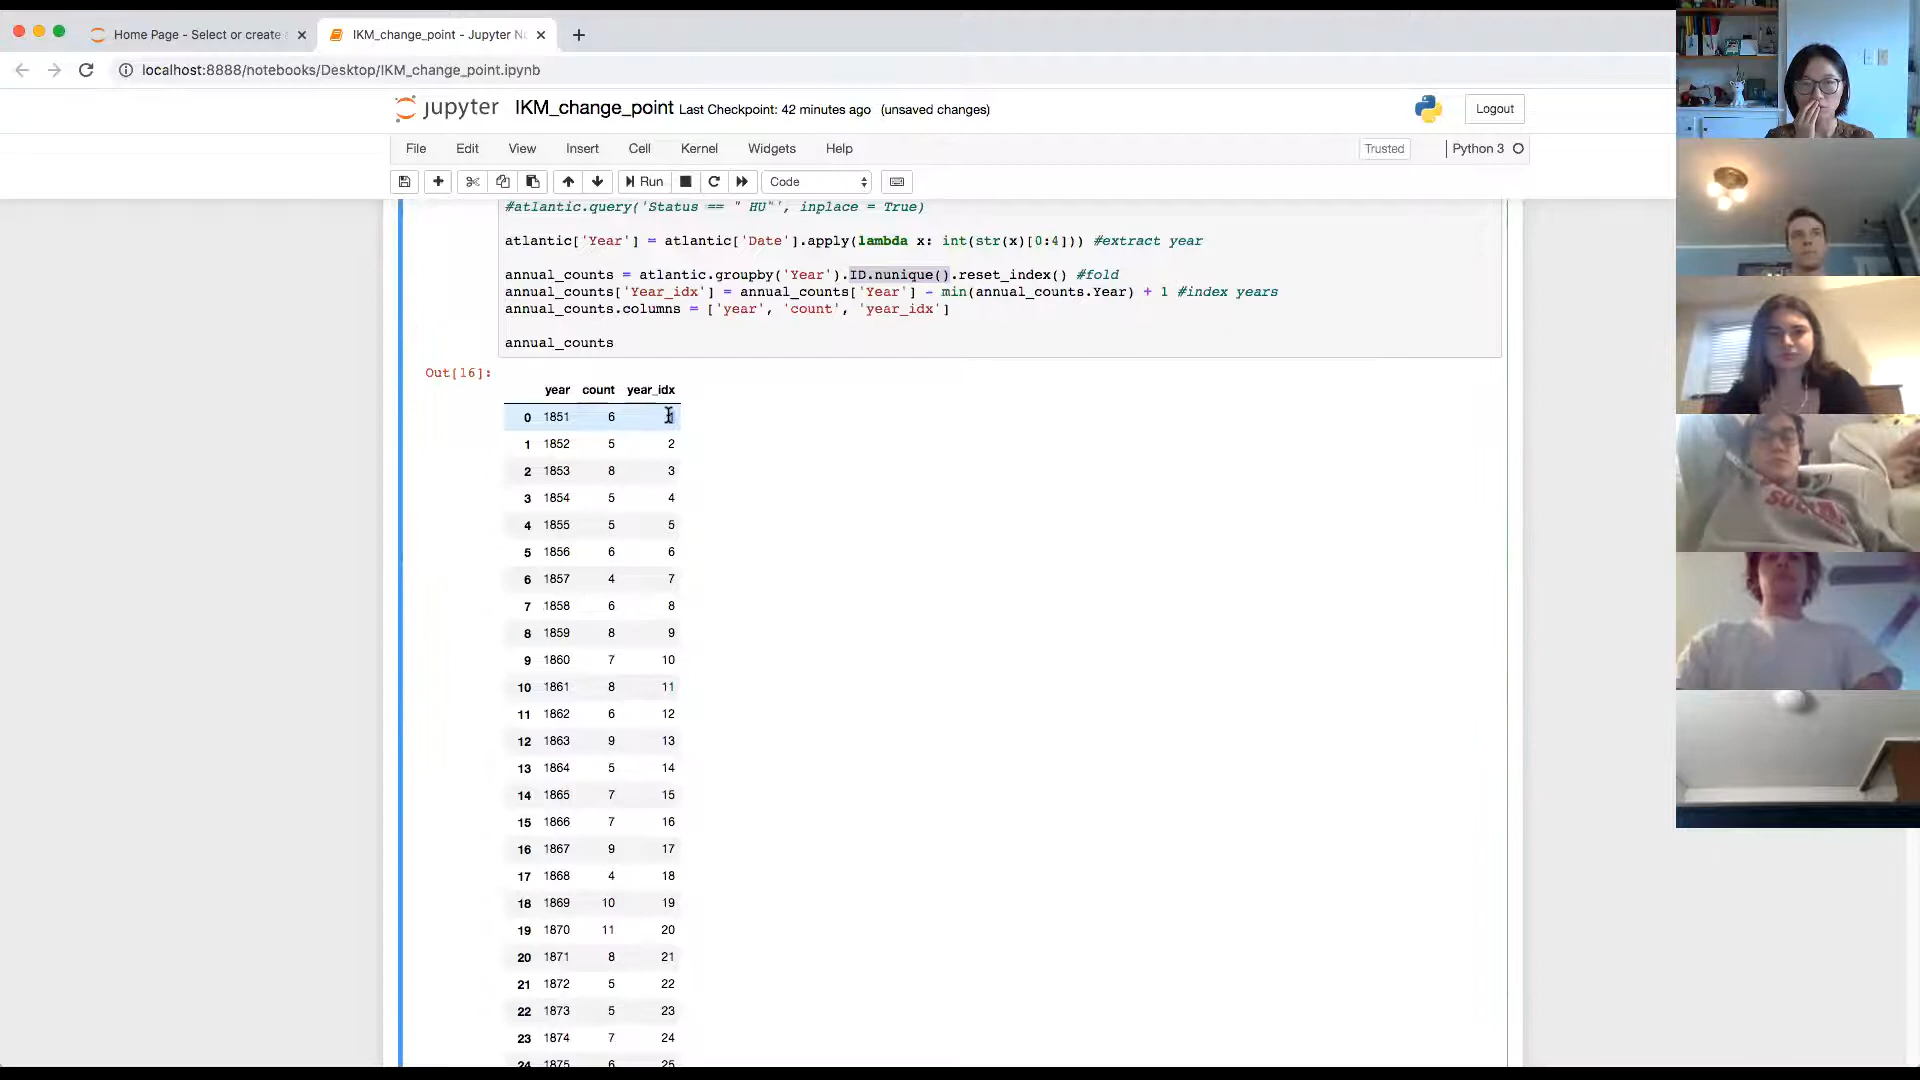 Home Page - Select or create
IKM_change_point - Jupyter No
localhost:8888/notebooks/Desktop/IKM_change_point.ipynb
jupyter IKM_change_point Last Checkpoint: 42 minutes ago (unsaved changes)
Logout
File Edit View Insert Cell Kernel Widgets Help
Trusted
Python 3
Run
Code
#atlantic.query('Status == " HU"', inplace = True)
atlantic['Year'] = atlantic['Date'].apply(lambda x: int(str(x)[0:4])) #extract year
annual_counts = atlantic.groupby('Year').ID.nunique().reset_index() #fold
annual_counts['Year_idx'] = annual_counts['Year'] - min(annual_counts.Year) + 1 #index years
annual_counts.columns = ['year', 'count', 'year_idx']
annual_counts
Out[16]:
year count year_idx
0 1851 6 1
1 1852 5 2
2 1853 8 3
3 1854 5 4
4 1855 5 5
5 1856 6 6
6 1857 4 7
7 1858 6 8
8 1859 8 9
9 1860 7 10
10 1861 8 11
11 1862 6 12
12 1863 9 13
13 1864 5 14
14 1865 7 15
15 1866 7 16
16 1867 9 17
17 1868 4 18
18 1869 10 19
19 1870 11 20
20 1871 8 21
21 1872 5 22
22 1873 5 23
23 1874 7 24
24 1875 6 25